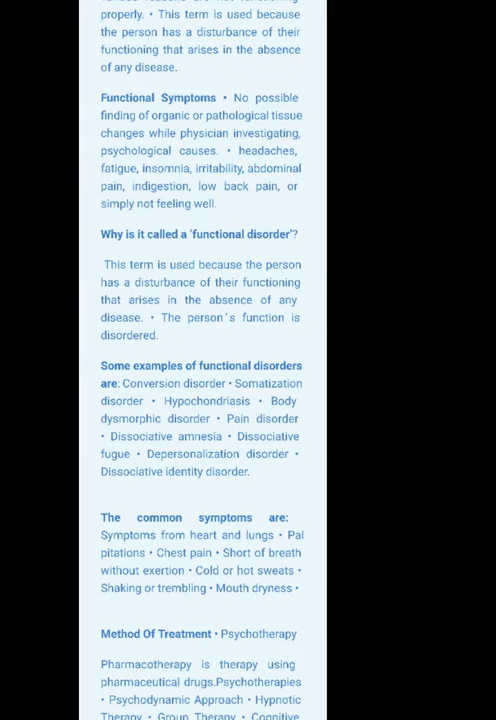 properly. • This term is used because
the person has a disturbance of their
functioning that arises in the absence
of any disease.
Functional Symptoms • No possible
finding of organic or pathological tissue
changes while physician investigating,
psychological causes. • headaches,
fatigue, insomnia, irritability, abdominal
pain, indigestion, low back pain, or
simply not feeling well.
Why is it called a 'functional disorder'?
This term is used because the person
has a disturbance of their functioning
that arises in the absence of any
disease. • The person's function is
disordered.
Some examples of functional disorders
are: Conversion disorder • Somatization
disorder • Hypochondriasis • Body
dysmorphic disorder • Pain disorder
• Dissociative amnesia • Dissociative
fugue • Depersonalization disorder •
Dissociative identity disorder.
The common symptoms are:
Symptoms from heart and lungs • Pal
pitations • Chest pain • Short of breath
without exertion • Cold or hot sweats •
Shaking or trembling • Mouth dryness •
Method Of Treatment • Psychotherapy
Pharmacotherapy is therapy using
pharmaceutical drugs.Psychotherapies
• Psychodynamic Approach • Hypnotic
Therapy • Group Therapy • Cognitive